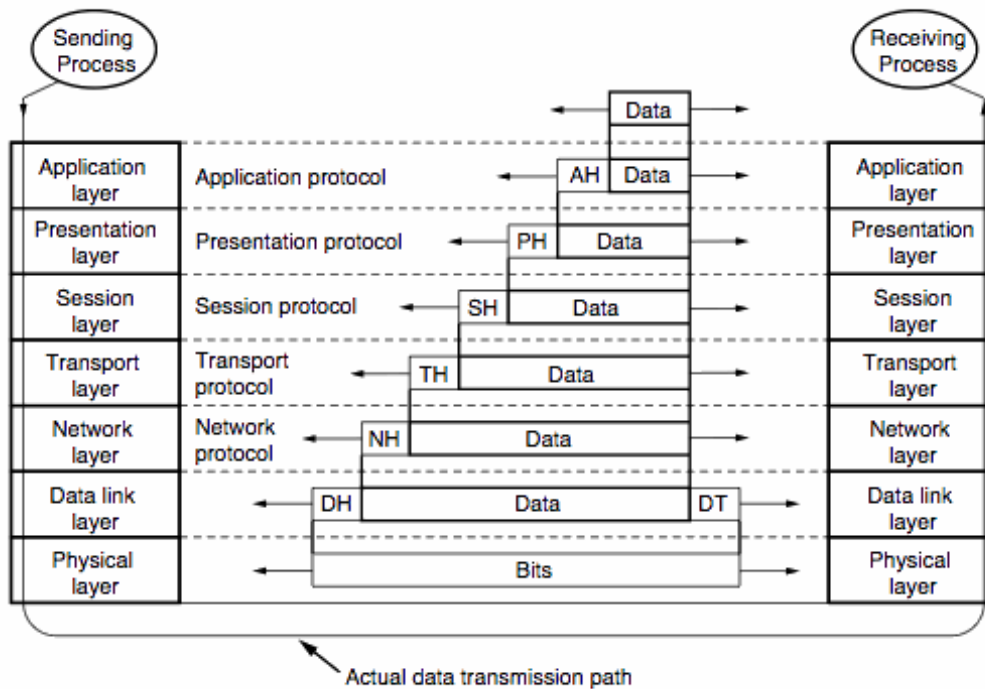 Sending
Process
Receiving
Process
Data
Application
layer
Application protocol
AH
Data
Application
layer
Presentation
layer
Presentation protocol
PH
Data
Presentation
layer
Session
layer
Session protocol
SH
Data
Session
layer
Transport
layer
Transport
protocol
TH
Data
Transport
layer
Network
layer
Network
protocol
NH
Data
Network
layer
Data link
layer
DH
Data
DT
Data link
layer
Physical
layer
Bits
Physical
layer
Actual data transmission path